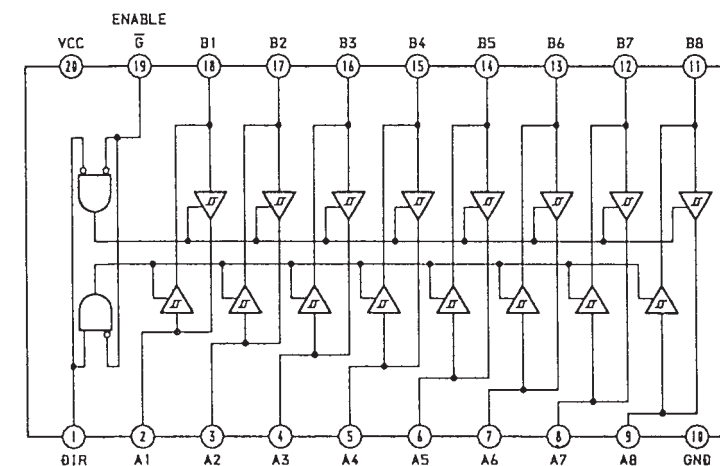 ENABLE
VCC G B1 B2 B3 B4 B5 B6 B7 B8
20 19 18 17 16 15 14 13 12 11
1 2 3 4 5 6 7 8 9 10
DIR A1 A2 A3 A4 A5 A6 A7 A8 GND